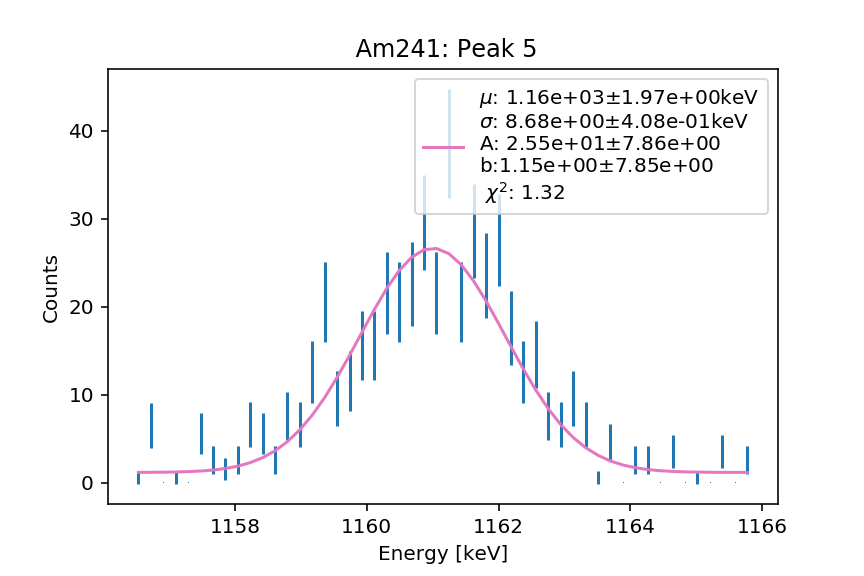 Am241: Peak 5
μ: 1.16e+03±1.97e+00keV
σ: 8.68e+00±4.08e-01keV
A: 2.55e+01±7.86e+00
b:1.15e+00±7.85e+00
χ²: 1.32
40
30
20
10
0
Counts
1158 1160 1162 1164 1166
Energy [keV]